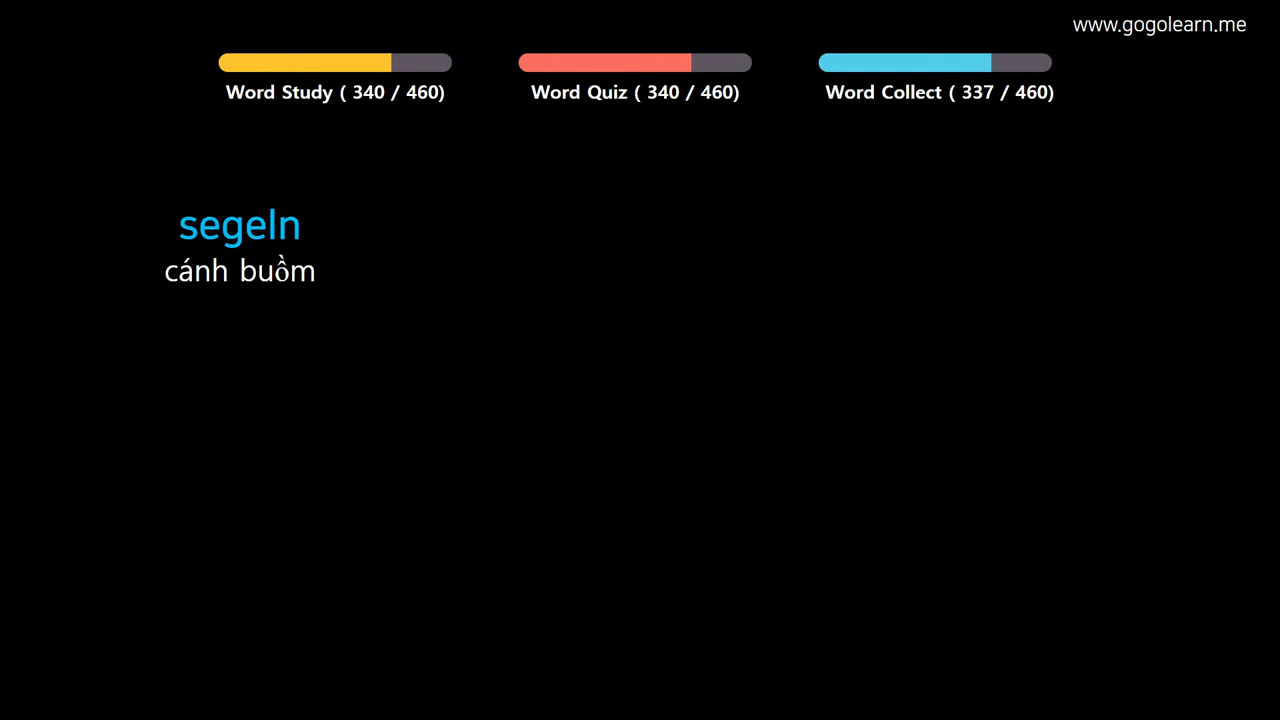 www.gogolearn.me
Word Study ( 340 / 460)
Word Quiz ( 340 / 460)
Word Collect ( 337 / 460)
segeln
cánh buồm